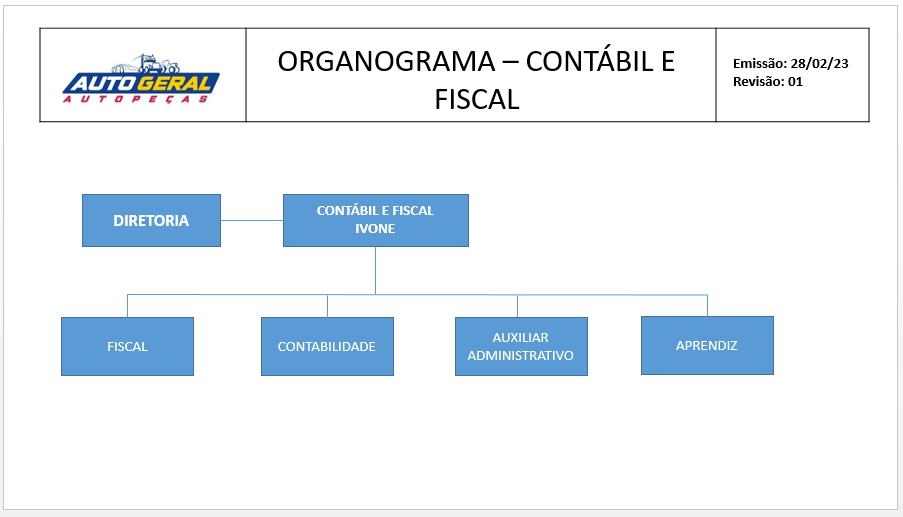 AUTO GERAL
AUTOPEÇAS
ORGANOGRAMA – CONTÁBIL E
FISCAL
Emissão: 28/02/23
Revisão: 01
DIRETORIA
CONTÁBIL E FISCAL
IVONE
FISCAL
CONTABILIDADE
AUXILIAR
ADMINISTRATIVO
APRENDIZ